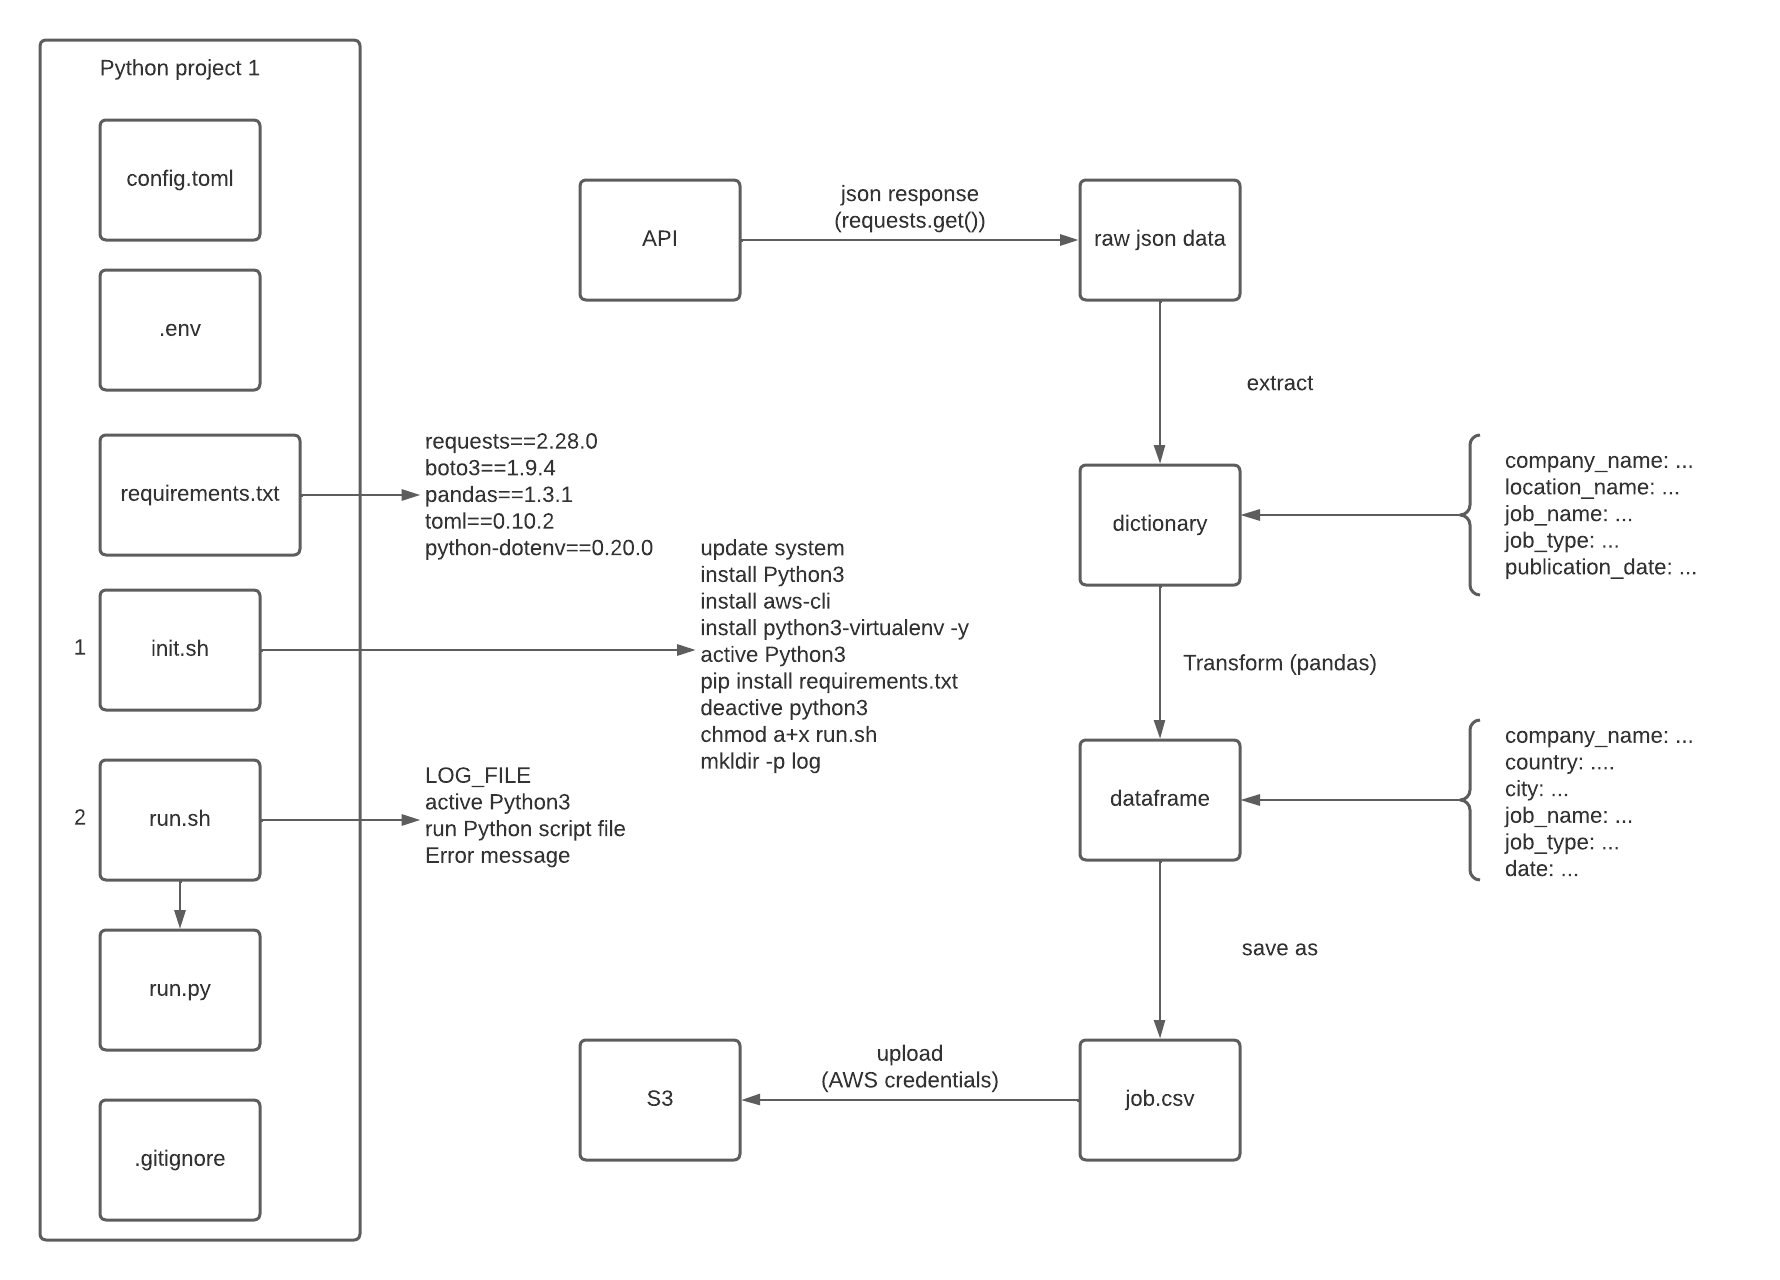 Python project 1
config.toml
.env
requirements.txt
requests==2.28.0
boto3==1.9.4
pandas==1.3.1
toml==0.10.2
python-dotenv==0.20.0
1
init.sh
update system
install Python3
install aws-cli
install python3-virtualenv -y
active Python3
pip install requirements.txt
deactive python3
chmod a+x run.sh
mkldir -p log
2
run.sh
LOG_FILE
active Python3
run Python script file
Error message
run.py
.gitignore
API
json response
(requests.get())
raw json data
extract
dictionary
company_name: ...
location_name: ...
job_name: ...
job_type: ...
publication_date: ...
Transform (pandas)
dataframe
company_name: ...
country: ....
city: ...
job_name: ...
job_type: ...
date: ...
save as
job.csv
upload
(AWS credentials)
S3